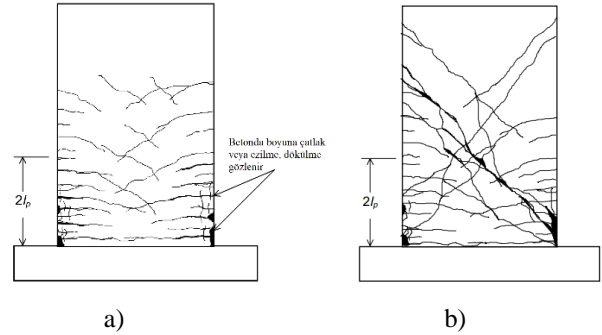 Betonda boyuna çatlak
veya ezilme, dökülme
gözlenir
2lp
2lp
a)
b)